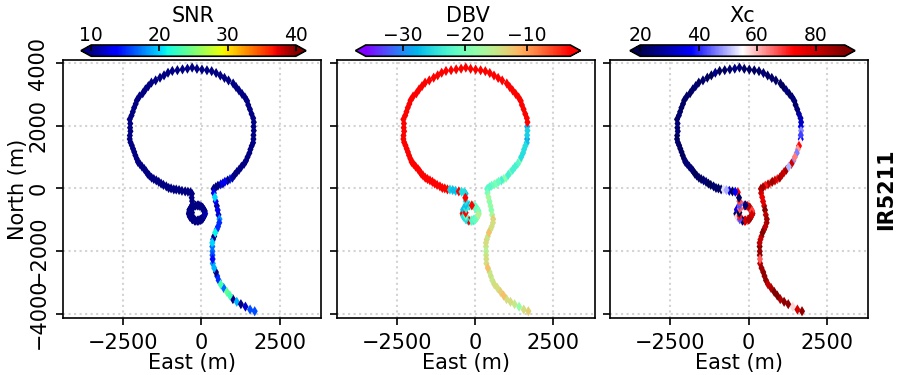 SNR DBV Xc
10 20 30 40 −30 −20 −10 20 40 60 80
4000
2000
0
−2000
−4000
North (m)
−2500 0 2500 −2500 0 2500 −2500 0 2500
East (m) East (m) East (m)
IR5211